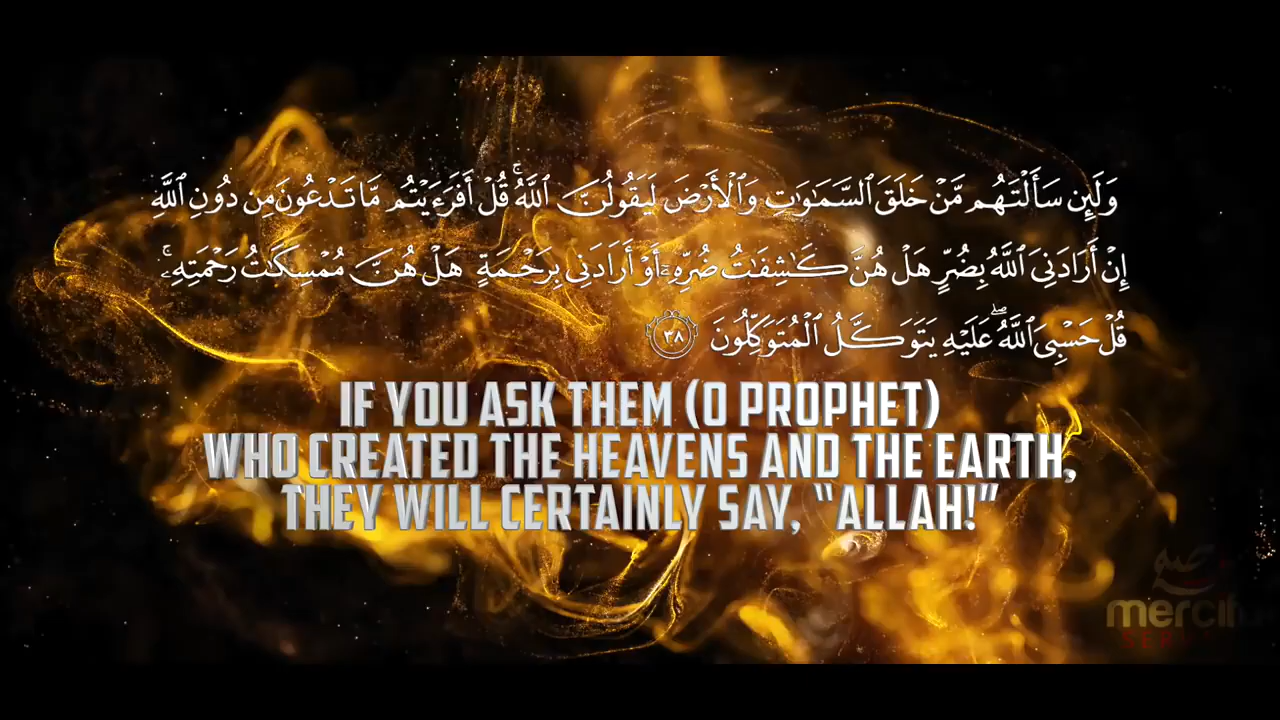 وَلَئِن سَأَلْتَهُم مَّنْ خَلَقَ ٱلسَّمَٰوَٰتِ وَٱلْأَرْضَ لَيَقُولُنَّ ٱللَّهُ ۚ قُلْ أَفَرَءَيْتُم مَّا تَدْعُونَ مِن دُونِ ٱللَّهِ
إِنْ أَرَادَنِىَ ٱللَّهُ بِضُرٍّ هَلْ هُنَّ كَٰشِفَٰتُ ضُرِّهِۦٓ أَوْ أَرَادَنِى بِرَحْمَةٍ هَلْ هُنَّ مُمْسِكَٰتُ رَحْمَتِهِۦ ۚ
قُلْ حَسْبِىَ ٱللَّهُ ۖ عَلَيْهِ يَتَوَكَّلُ ٱلْمُتَوَكِّلُونَ ٣٨
IF YOU ASK THEM (O PROPHET)
WHO CREATED THE HEAVENS AND THE EARTH,
THEY WILL CERTAINLY SAY, “ALLAH!”